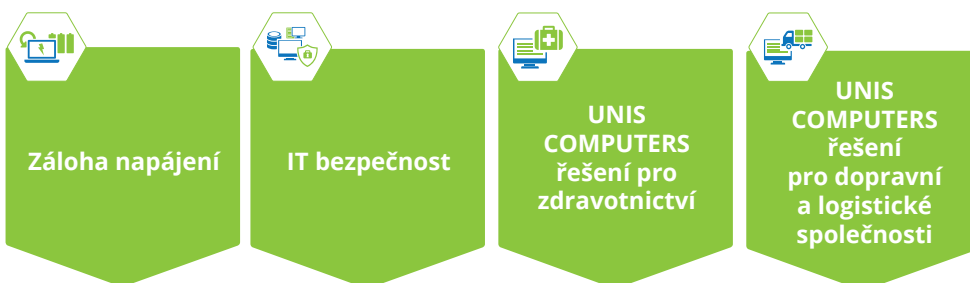 Záloha napájení
IT bezpečnost
UNIS
COMPUTERS
řešení pro
zdravotnictví
UNIS
COMPUTERS
řešení
pro dopravní
a logistické
společnosti